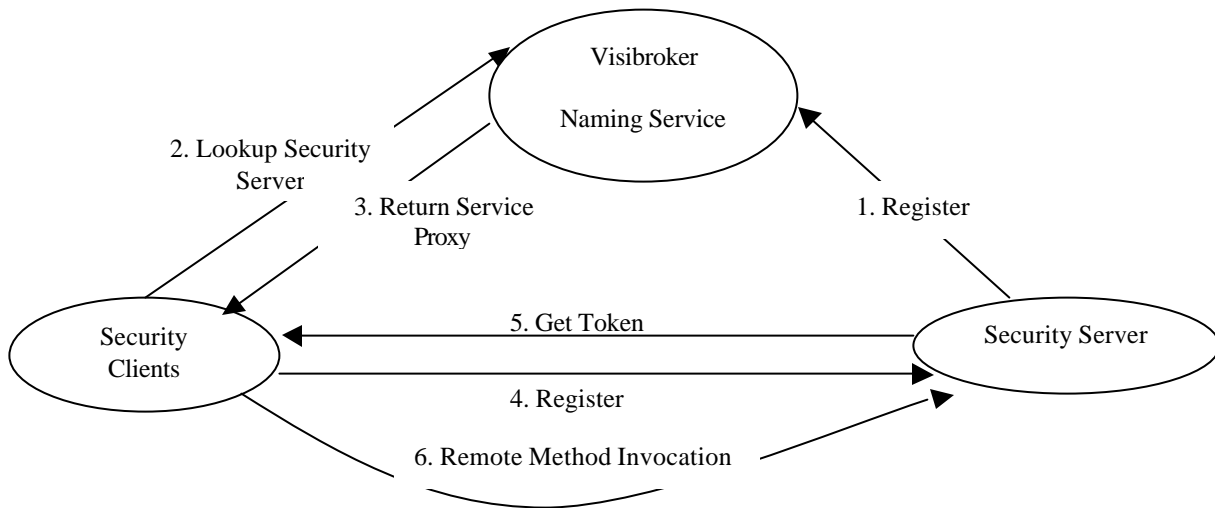 Visibroker
Naming Service
2. Lookup Security
Server
3. Return Service
Proxy
1. Register
Security
Clients
5. Get Token
Security Server
4. Register
6. Remote Method Invocation